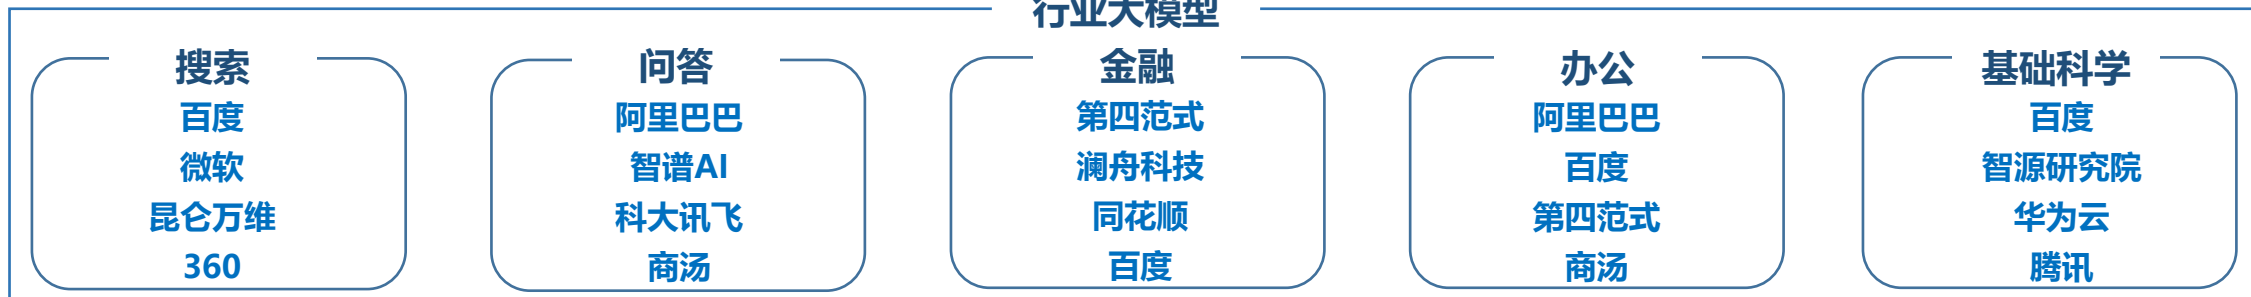 行业大模型
搜索
百度
微软
昆仑万维
360
问答
阿里巴巴
智谱AI
科大讯飞
商汤
金融
第四范式
澜舟科技
同花顺
百度
办公
阿里巴巴
百度
第四范式
商汤
基础科学
百度
智源研究院
华为云
腾讯